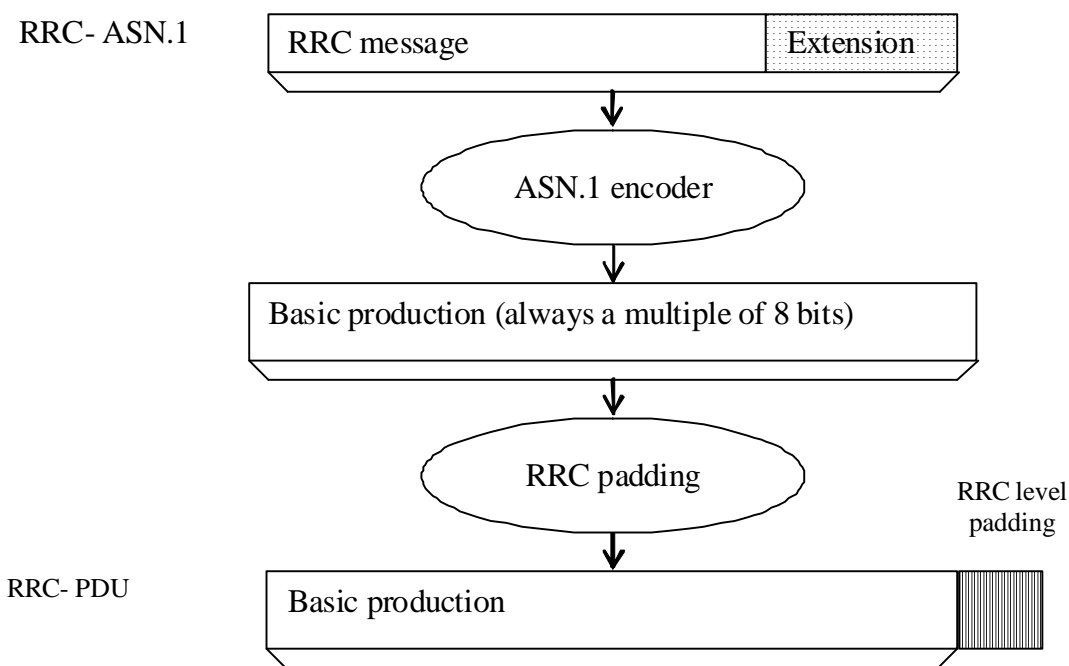 RRC- ASN.1
RRC message
Extension
ASN.1 encoder
Basic production (always a multiple of 8 bits)
RRC padding
RRC level
padding
RRC- PDU
Basic production